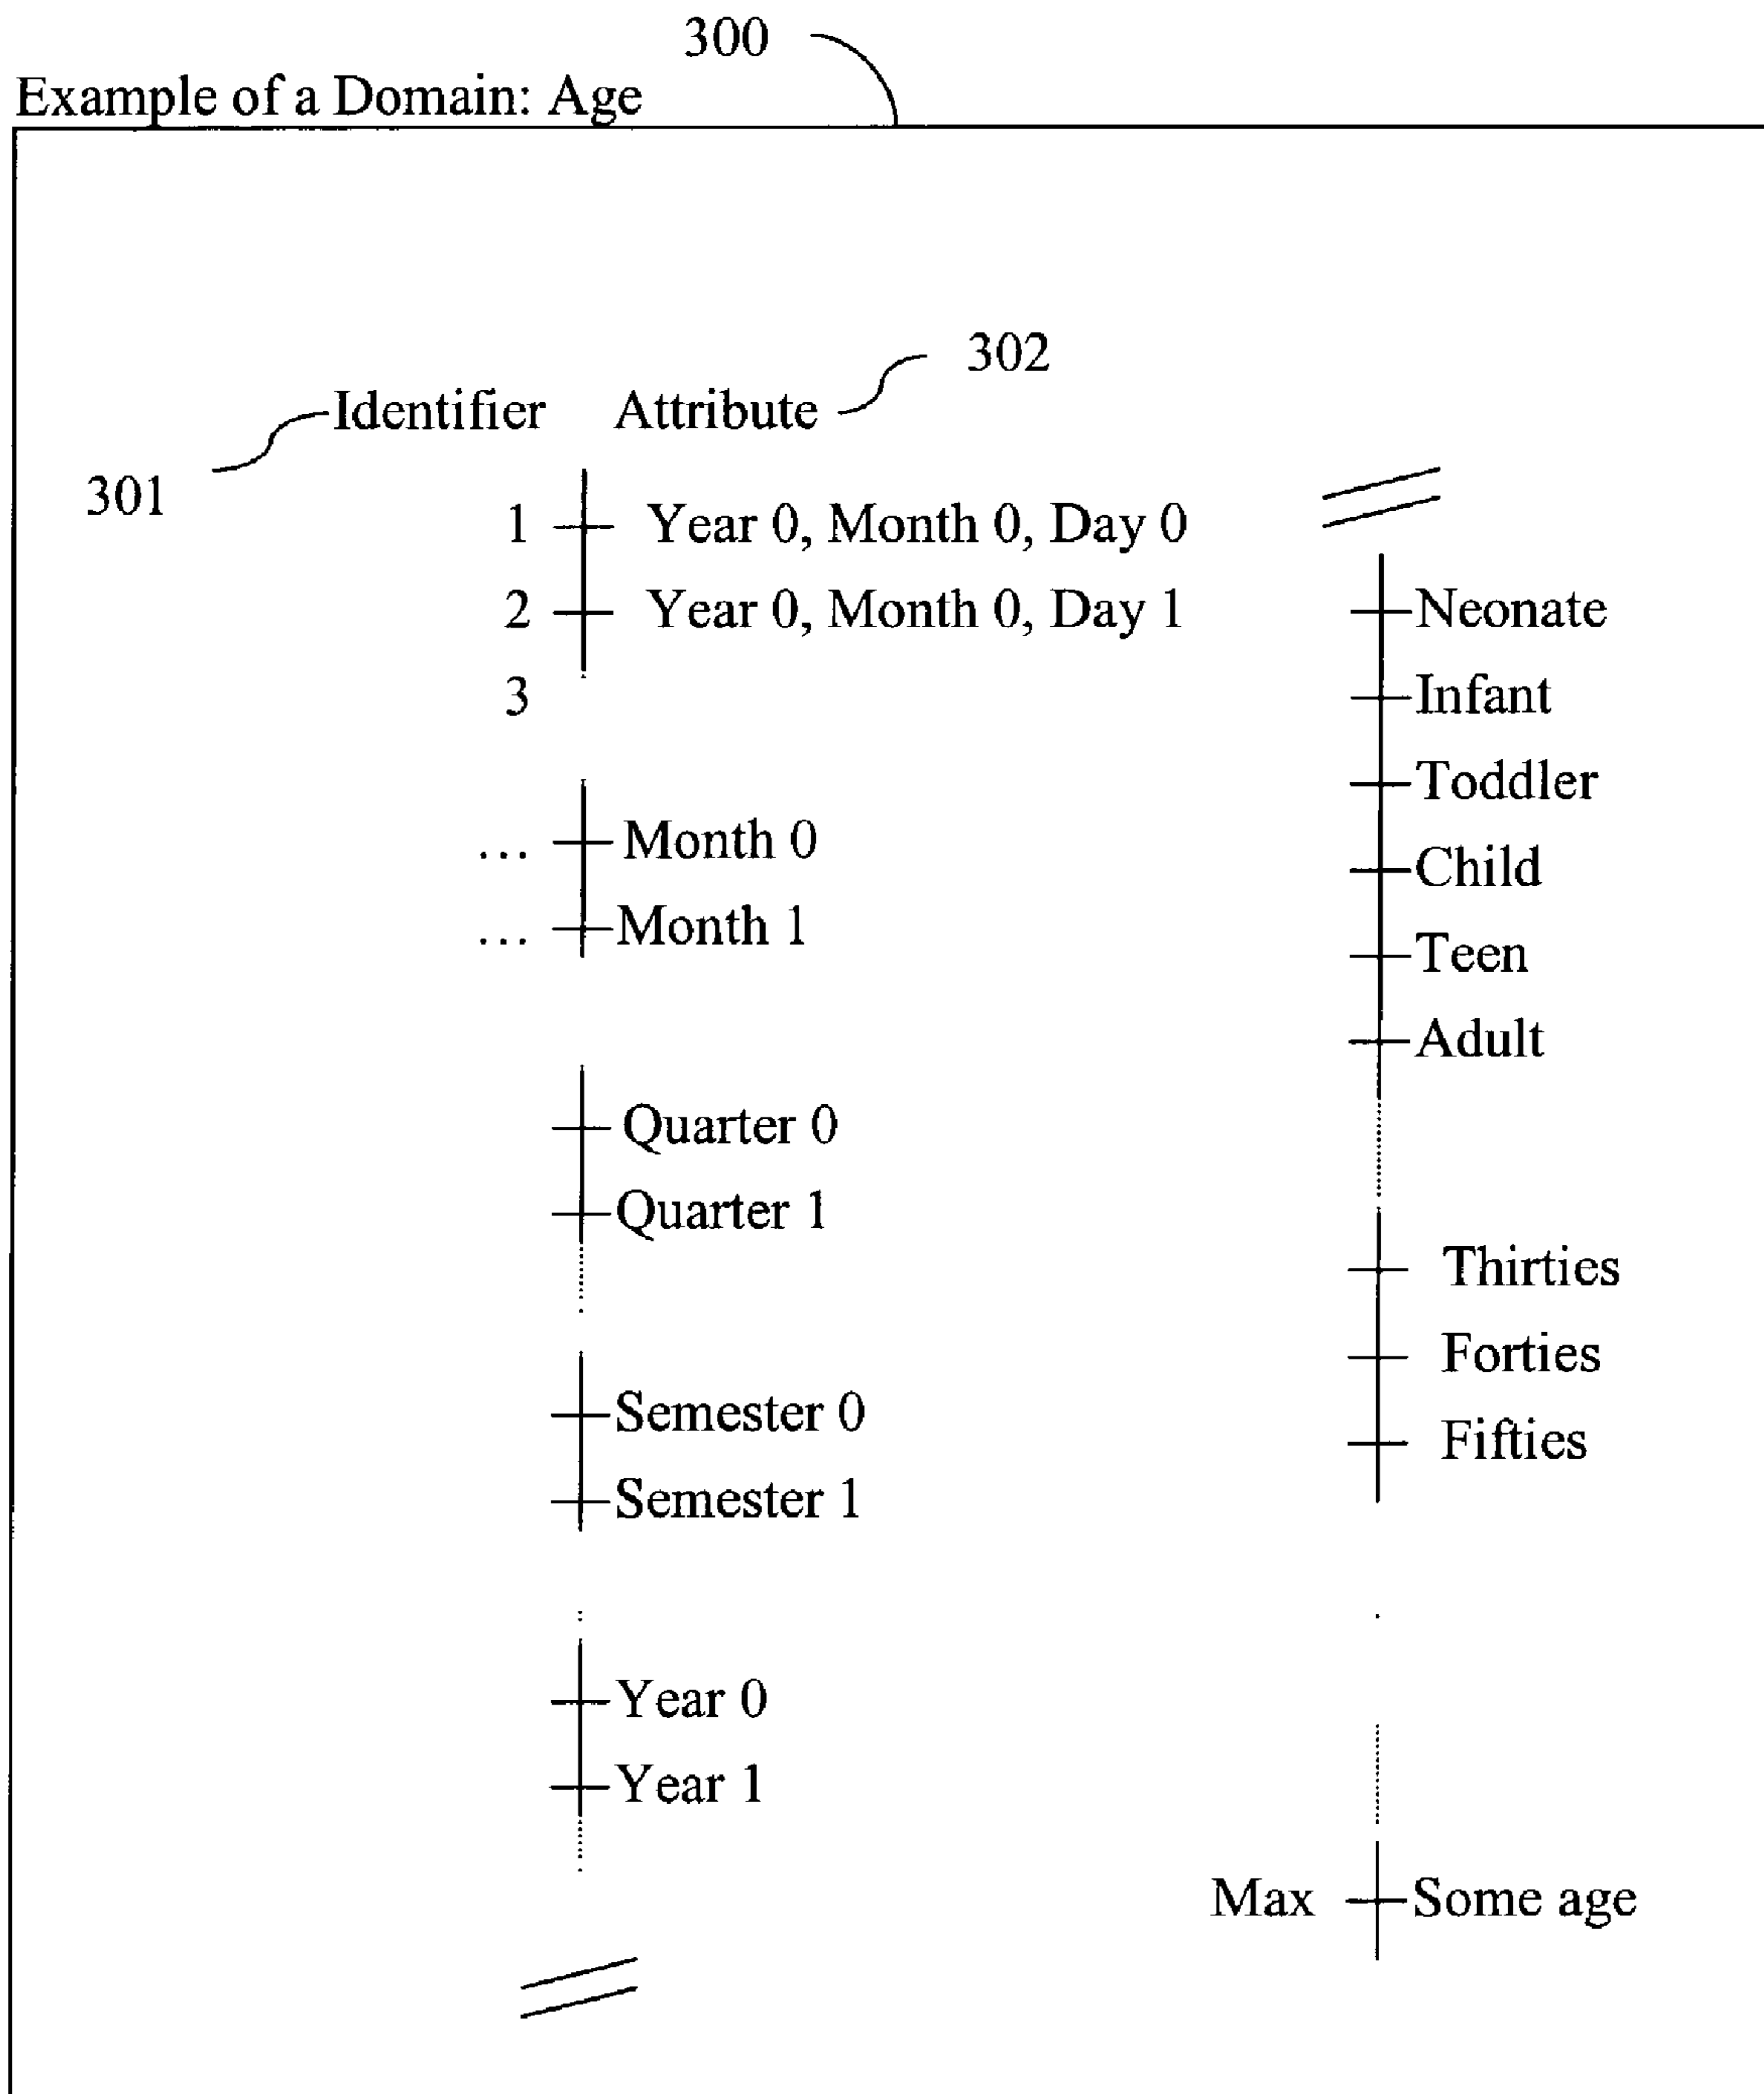 300
Example of a Domain: Age
302
Identifier Attribute
301
1 Year 0, Month 0, Day 0
2 Year 0, Month 0, Day 1
3
... Month 0
... Month 1
Quarter 0
Quarter 1
Semester 0
Semester 1
Year 0
Year 1
Neonate
Infant
Toddler
Child
Teen
Adult
Thirties
Forties
Fifties
Max Some age